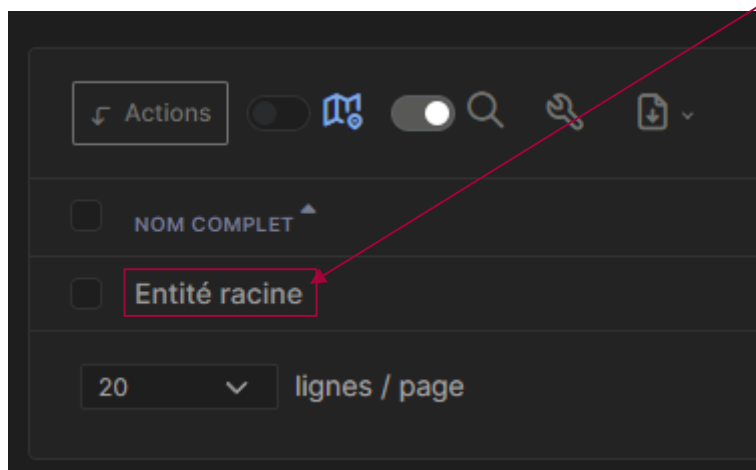 Actions
NOM COMPLET
Entité racine
20 lignes / page